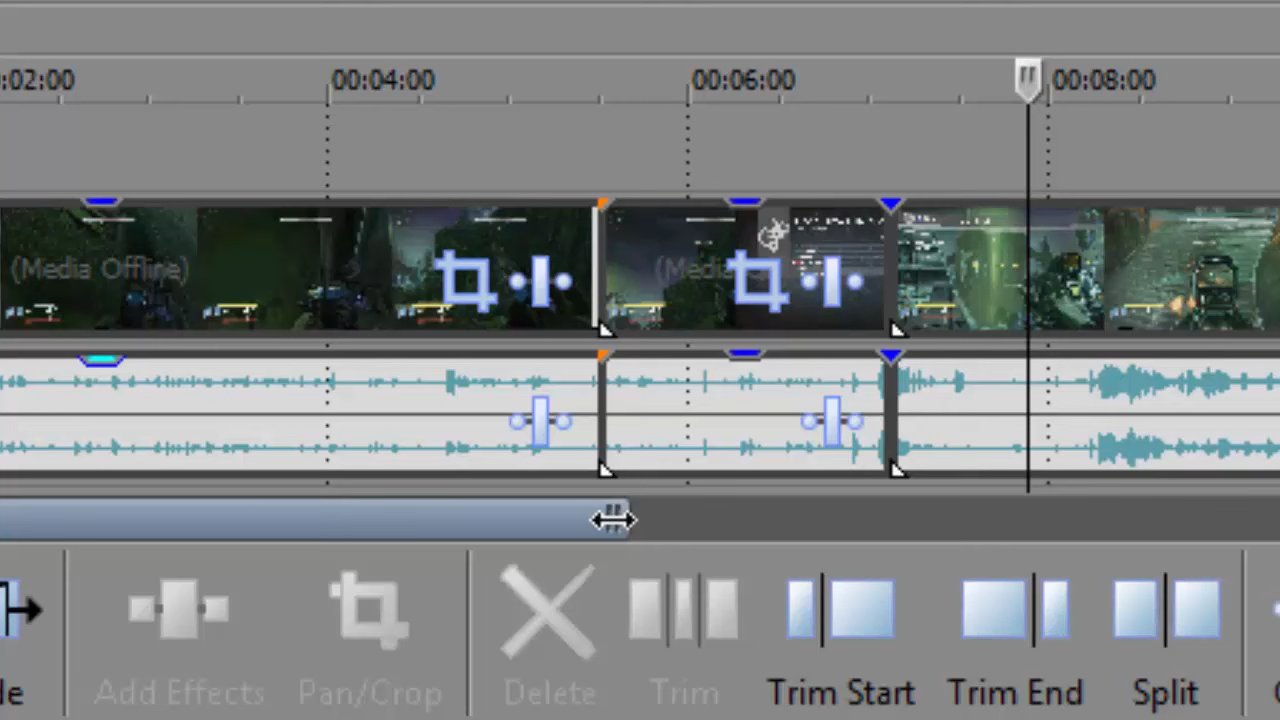 :02:00 00:04:00 00:06:00 00:08:00
(Media Offline) (Media
le Add Effects Pan/Crop Delete Trim Trim Start Trim End Split